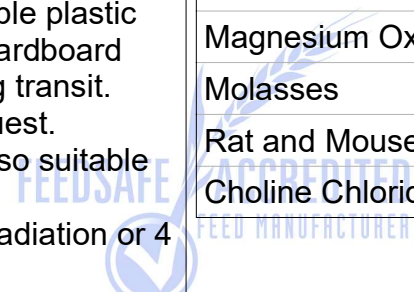 ble plastic
ardboard
g transit.
uest.
so suitable
adiation or 4
Magnesium Ox
Molasses
Rat and Mouse
Choline Chlorid
FEEDSAFE
ACCREDITED
FEED MANUFACTURER